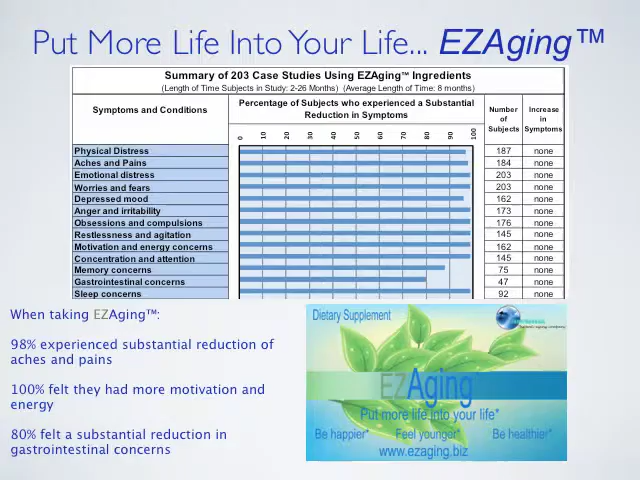 Put More Life Into Your Life... EZAging™
Summary of 203 Case Studies Using EZAging™ Ingredients
(Length of Time Subjects in Study: 2-26 Months) (Average Length of Time: 8 months)
Symptoms and Conditions
Percentage of Subjects who experienced a Substantial
Reduction in Symptoms
0 10 20 30 40 50 60 70 80 90 100
Number
of
Subjects
Increase
in
Symptoms
Physical Distress 187 none
Aches and Pains 184 none
Emotional distress 203 none
Worries and fears 203 none
Depressed mood 162 none
Anger and irritability 173 none
Obsessions and compulsions 176 none
Restlessness and agitation 145 none
Motivation and energy concerns 162 none
Concentration and attention 145 none
Memory concerns 75 none
Gastrointestinal concerns 47 none
Sleep concerns 92 none
When taking EZAging™:
98% experienced substantial reduction of
aches and pains
100% felt they had more motivation and
energy
80% felt a substantial reduction in
gastrointestinal concerns
Dietary Supplement
EZAging
Put more life into your life*
Be happier* Feel younger* Be healthier*
www.ezaging.biz